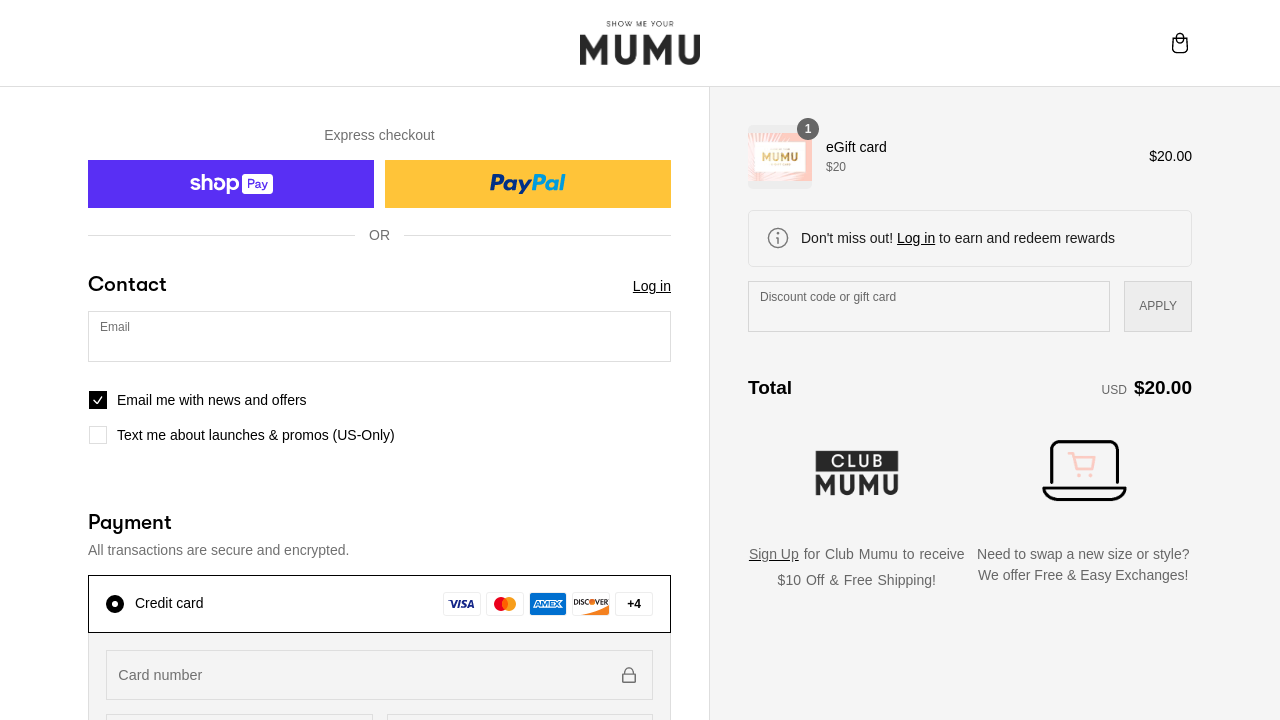 SHOW ME YOUR
MUMU
Express checkout
shop Pay
PayPal
OR
Contact
Log in
Email
Email me with news and offers
Text me about launches & promos (US-Only)
Payment
All transactions are secure and encrypted.
Credit card
VISA
AMEX
DISCOVER
+4
Card number
1
MUMU
eGift card
$20
$20.00
Don't miss out! Log in to earn and redeem rewards
Discount code or gift card
APPLY
Total
USD $20.00
CLUB
MUMU
Sign Up for Club Mumu to receive
$10 Off & Free Shipping!
Need to swap a new size or style?
We offer Free & Easy Exchanges!